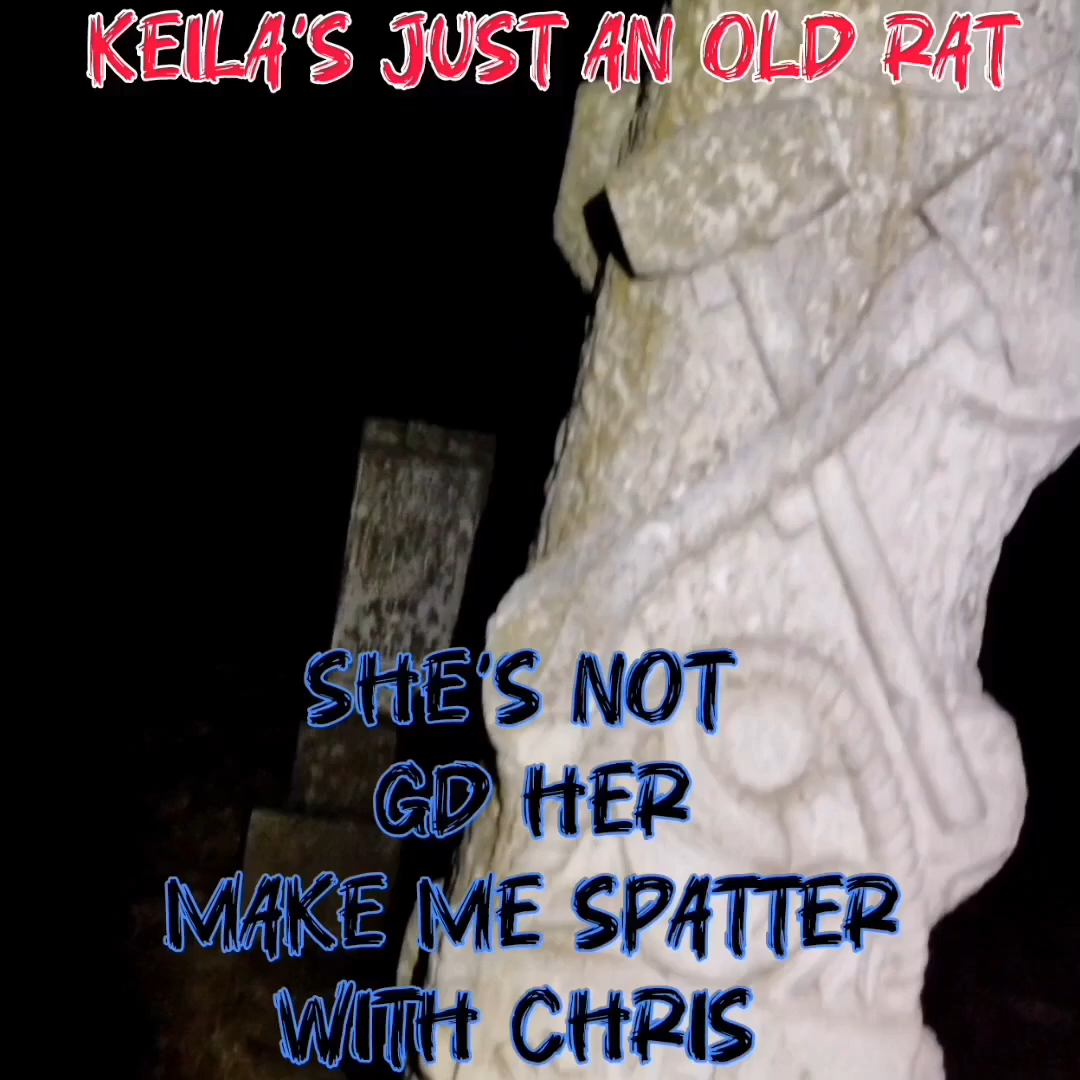 KEILA'S JUST AN OLD RAT
SHE'S NOT
GD HER
MAKE ME SPATTER
WITH CHRIS